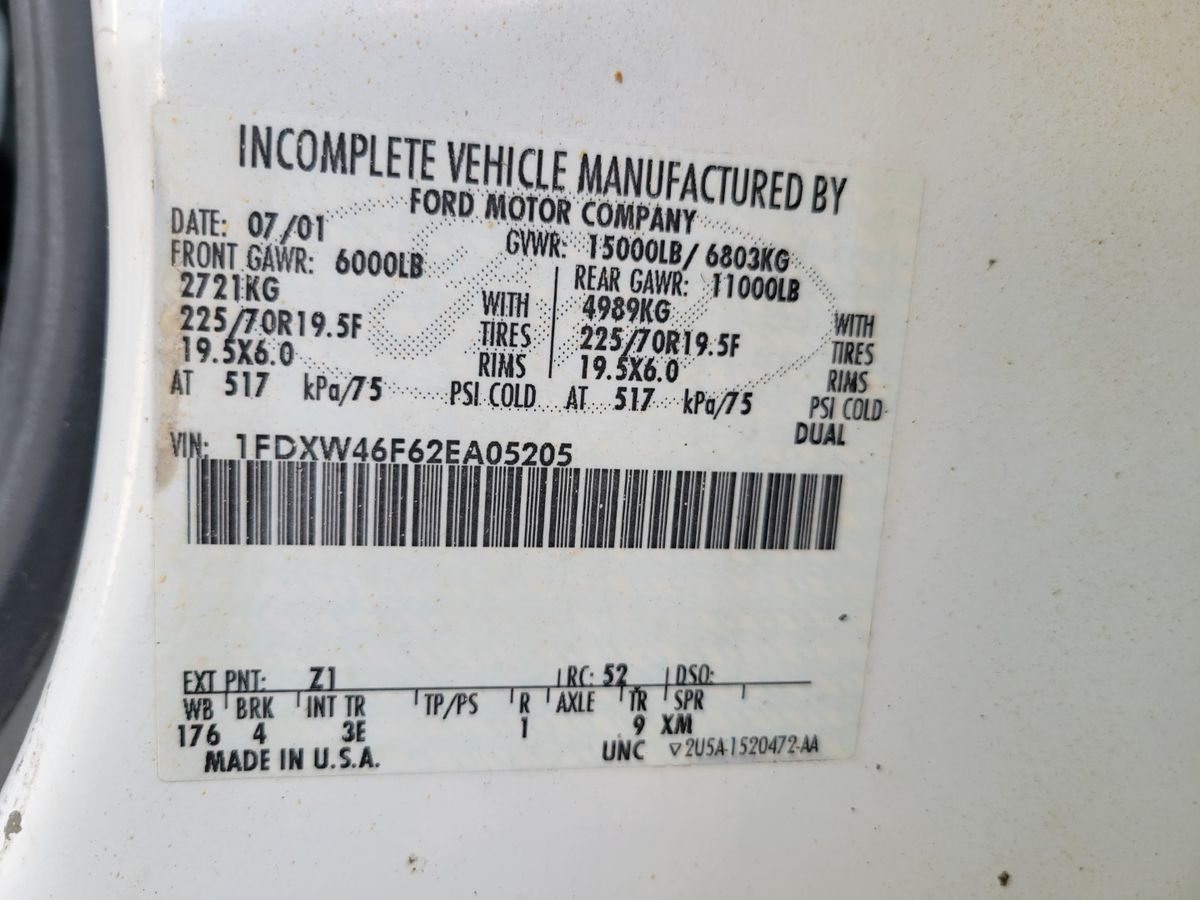 INCOMPLETE VEHICLE MANUFACTURED BY
FORD MOTOR COMPANY
DATE: 07/01 GVWR: 15000LB/ 6803KG
FRONT GAWR: 6000LB REAR GAWR: 11000LB
2721KG WITH 4989KG WITH
225/70R19.5F TIRES 225/70R19.5F TIRES
19.5X6.0 RIMS 19.5X6.0 RIMS
AT 517 kPa/75 PSI COLD AT 517 kPa/75 PSI COLD
DUAL
VIN: 1FDXW46F62EA05205
EXT PNT: Z1 RC: 52 DSO:
WB BRK INT TR TP/PS R AXLE TR SPR
176 4 3E 1 9 XM
MADE IN U.S.A. UNC ▽2U5A-1520472-AA